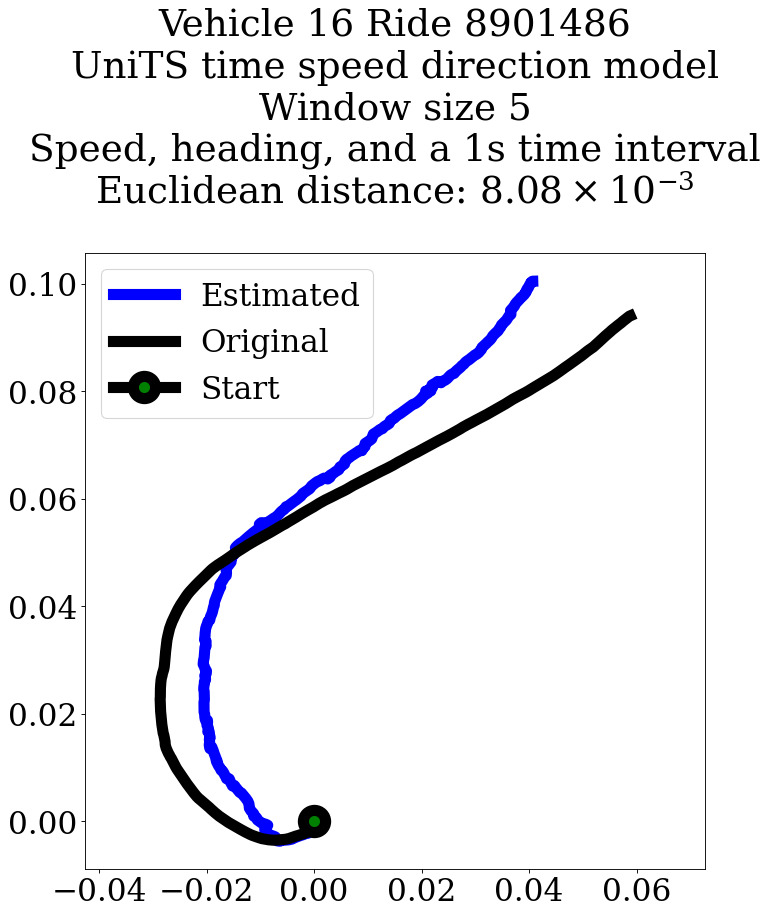 Vehicle 16 Ride 8901486
UniTS time speed direction model
Window size 5
Speed, heading, and a 1s time interval
Euclidean distance: 8.08 × 10⁻³
Estimated
Original
Start
0.10
0.08
0.06
0.04
0.02
0.00
−0.04 −0.02 0.00 0.02 0.04 0.06